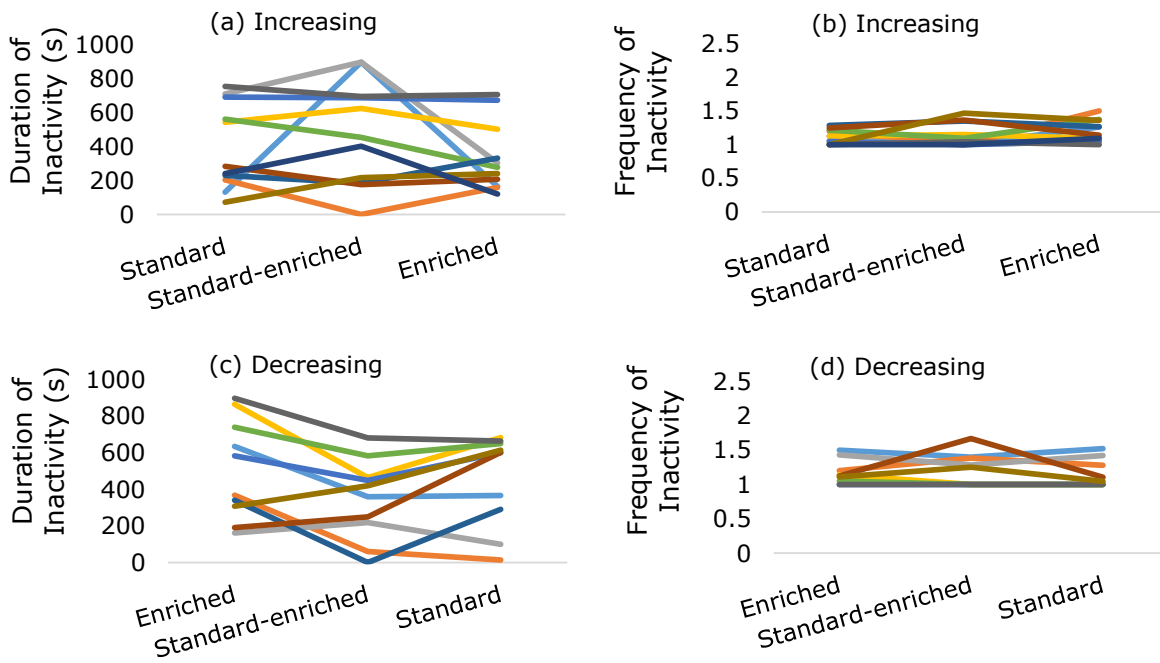 (a) Increasing
Duration of
Inactivity (s)
1000
800
600
400
200
0
Standard
Standard-enriched
Enriched
(b) Increasing
Frequency of
Inactivity
2.5
2
1.5
1
0.5
0
Standard
Standard-enriched
Enriched
(c) Decreasing
Duration of
Inactivity (s)
1000
800
600
400
200
0
Enriched
Standard-enriched
Standard
(d) Decreasing
Frequency of
Inactivity
2.5
2
1.5
1
0.5
0
Enriched
Standard-enriched
Standard